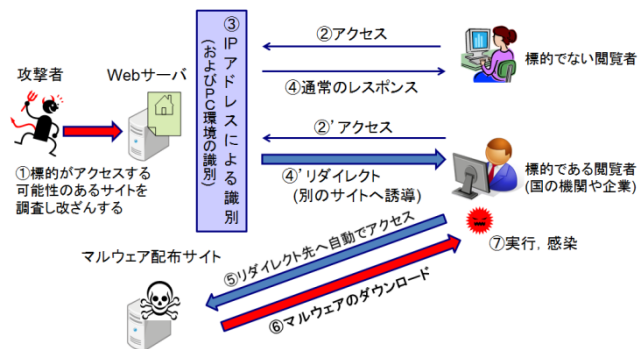 攻撃者
Webサーバ
①標的がアクセスする
可能性のあるサイトを
調査し改ざんする
③IPアドレスによる識別
(およびPC環境の識別)
②アクセス
④通常のレスポンス
標的でない閲覧者
②'アクセス
④'リダイレクト
(別のサイトへ誘導)
標的である閲覧者
(国の機関や企業)
⑤リダイレクト先へ自動でアクセス
⑥マルウェアのダウンロード
⑦実行, 感染
マルウェア配布サイト